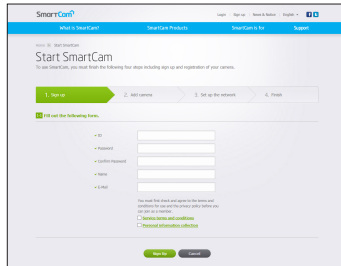 SmartCam
Login Sign up News & Notice English
What is SmartCam? SmartCam Products SmartCam is for Support
Home Start SmartCam
Start SmartCam
To use SmartCam, you must finish the following four steps including sign up and registration of your camera.
1. Sign up 2. Add camera 3. Set up the network 4. Finish
Fill out the following form.
ID
Password
Confirm Password
Name
E-Mail
You must first check and agree to the terms and
conditions for use and the privacy policy before you
can join as a member.
Service terms and conditions
Personal information collection
Sign Up Cancel